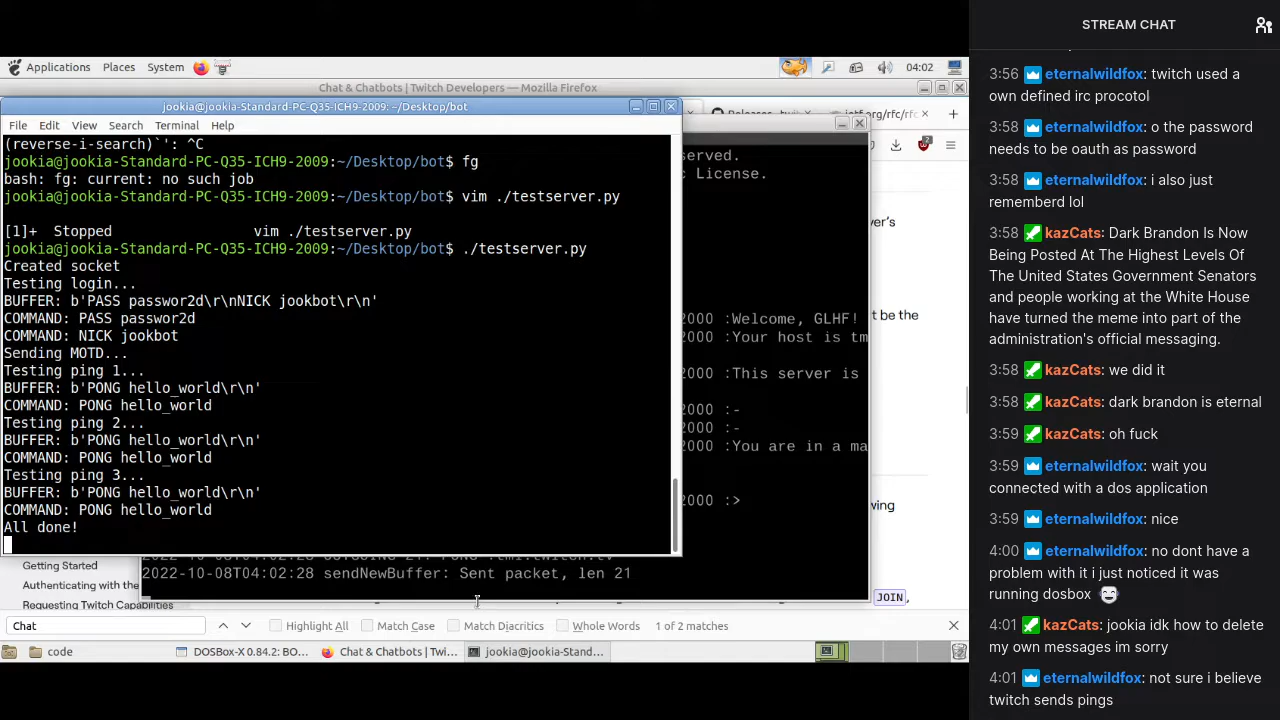 Applications Places System 04:02
Chat & Chatbots | Twitch Developers — Mozilla Firefox
jookia@jookia-Standard-PC-Q35-ICH9-2009: ~/Desktop/bot
File Edit View Search Terminal Help
(reverse-i-search)`': ^C
jookia@jookia-Standard-PC-Q35-ICH9-2009:~/Desktop/bot$ fg
bash: fg: current: no such job
jookia@jookia-Standard-PC-Q35-ICH9-2009:~/Desktop/bot$ vim ./testserver.py
[1]+ Stopped vim ./testserver.py
jookia@jookia-Standard-PC-Q35-ICH9-2009:~/Desktop/bot$ ./testserver.py
Created socket
Testing login...
BUFFER: b'PASS passwor2d\r\nNICK jookbot\r\n'
COMMAND: PASS passwor2d
COMMAND: NICK jookbot
Sending MOTD...
Testing ping 1...
BUFFER: b'PONG hello_world\r\n'
COMMAND: PONG hello_world
Testing ping 2...
BUFFER: b'PONG hello_world\r\n'
COMMAND: PONG hello_world
Testing ping 3...
BUFFER: b'PONG hello_world\r\n'
COMMAND: PONG hello_world
All done!
served.
License.
2000 :Welcome, GLHF!
2000 :Your host is tm
2000 :This server is
2000 :-
2000 :-
2000 :You are in a ma
2000 :>
2022-10-08T04:02:28 sendNewBuffer: Sent packet, len 21
ver's
t be the
wing
JOIN,
Getting Started
Authenticating with the
Requesting Twitch Capabilities
Chat Highlight All Match Case Match Diacritics Whole Words 1 of 2 matches
code DOSBox-X 0.84.2: BO... Chat & Chatbots | Twi... jookia@jookia-Stand...
STREAM CHAT
3:56 eternalwildfox: twitch used a
own defined irc procotol
3:58 eternalwildfox: o the password
needs to be oauth as password
3:58 eternalwildfox: i also just
rememberd lol
3:58 kazCats: Dark Brandon Is Now
Being Posted At The Highest Levels Of
The United States Government Senators
and people working at the White House
have turned the meme into part of the
administration's official messaging.
3:58 kazCats: we did it
3:58 kazCats: dark brandon is eternal
3:59 kazCats: oh fuck
3:59 eternalwildfox: wait you
connected with a dos application
3:59 eternalwildfox: nice
4:00 eternalwildfox: no dont have a
problem with it i just noticed it was
running dosbox
4:01 kazCats: jookia idk how to delete
my own messages im sorry
4:01 eternalwildfox: not sure i believe
twitch sends pings